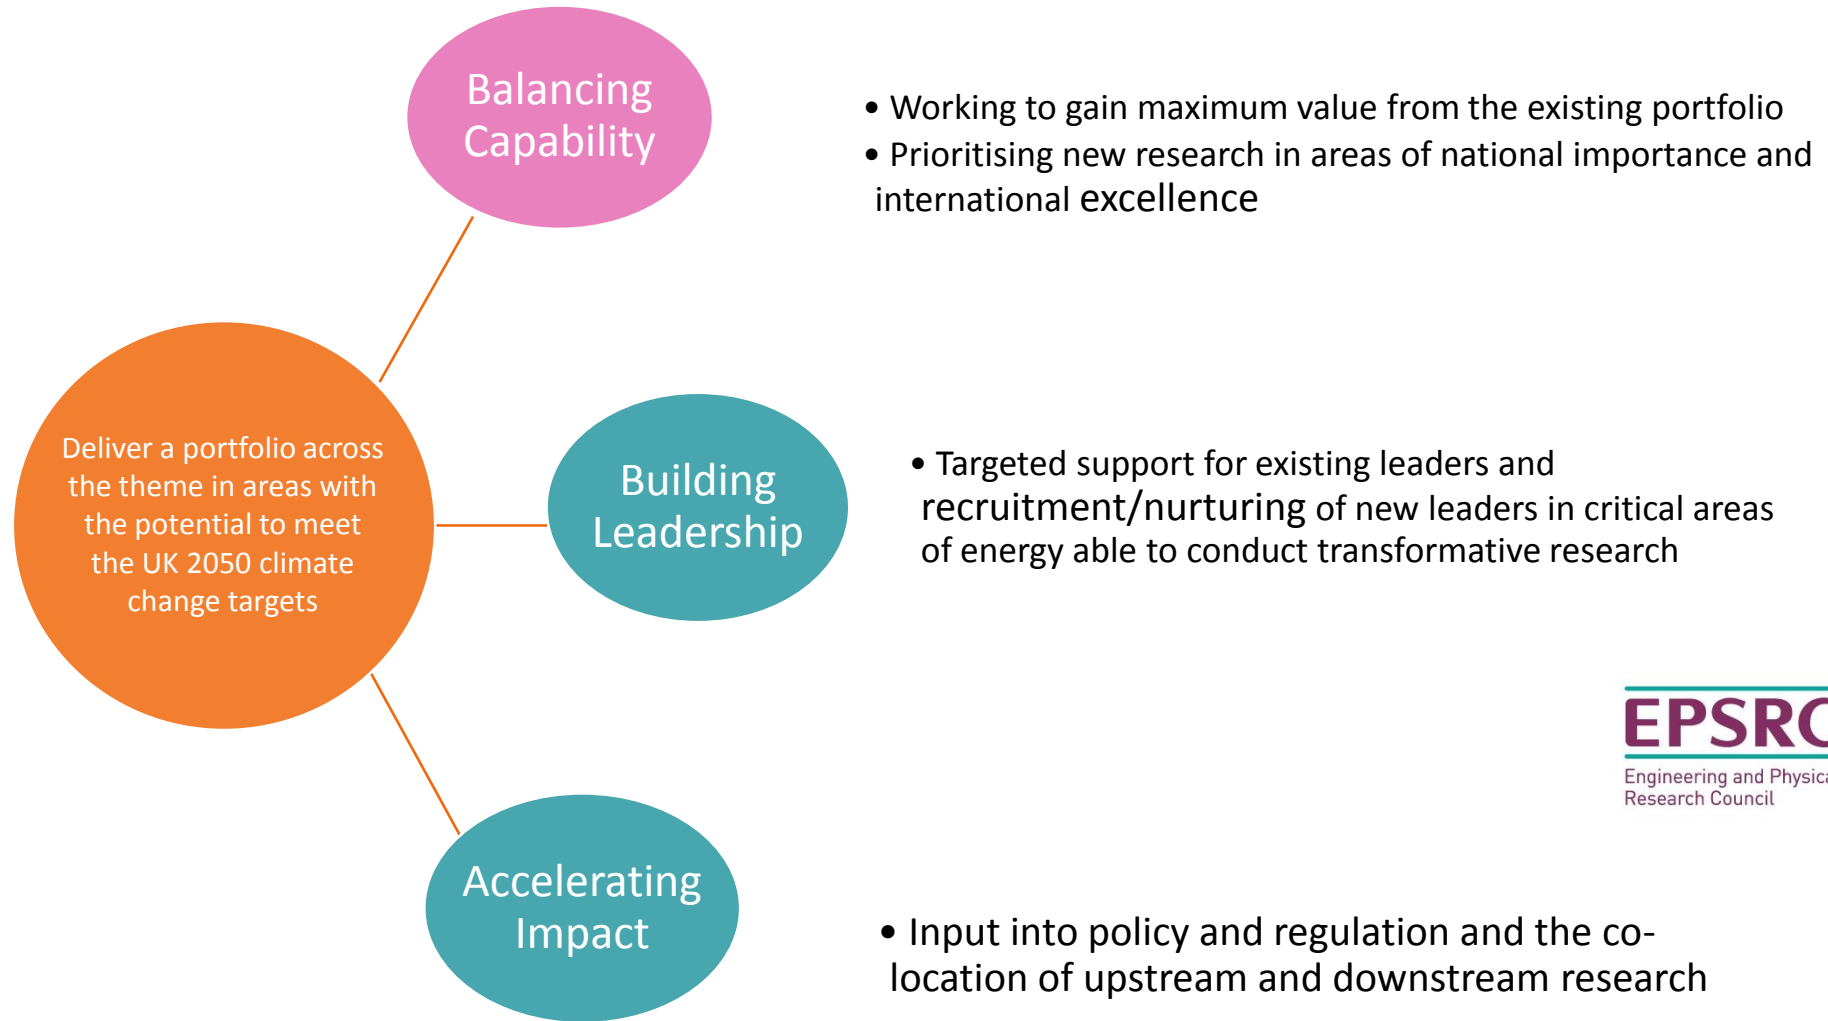 Balancing
Capability
• Working to gain maximum value from the existing portfolio
• Prioritising new research in areas of national importance and
international excellence
Deliver a portfolio across
the theme in areas with
the potential to meet
the UK 2050 climate
change targets
Building
Leadership
• Targeted support for existing leaders and
recruitment/nurturing of new leaders in critical areas
of energy able to conduct transformative research
EPSRC
Engineering and Physica
Research Council
Accelerating
Impact
• Input into policy and regulation and the co-
location of upstream and downstream research